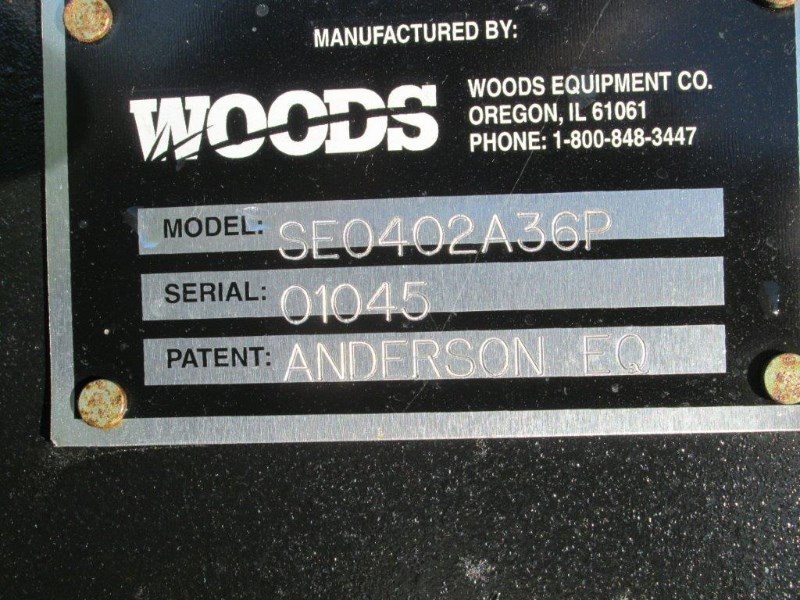 MANUFACTURED BY:
WOODS
WOODS EQUIPMENT CO.
OREGON, IL 61061
PHONE: 1-800-848-3447
MODEL: SE0402A36P
SERIAL: 01045
PATENT: ANDERSON EQ